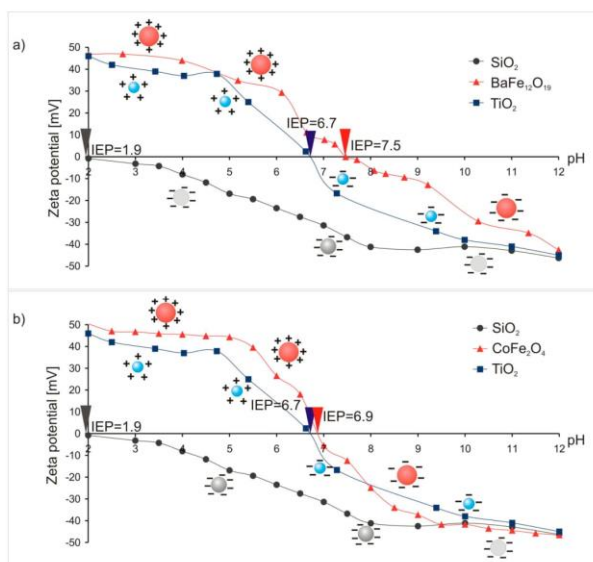 a)
50
40
30
20
10
0
-10
-20
-30
-40
-50
Zeta potential [mV]
SiO2
BaFe12O19
TiO2
IEP=6.7
IEP=1.9
IEP=7.5
pH
2 3 4 5 6 7 8 9 10 11 12
b)
50
40
30
20
10
0
-10
-20
-30
-40
-50
Zeta potential [mV]
SiO2
CoFe2O4
TiO2
IEP=6.7
IEP=6.9
IEP=1.9
pH
2 3 4 5 6 7 8 9 10 11 12